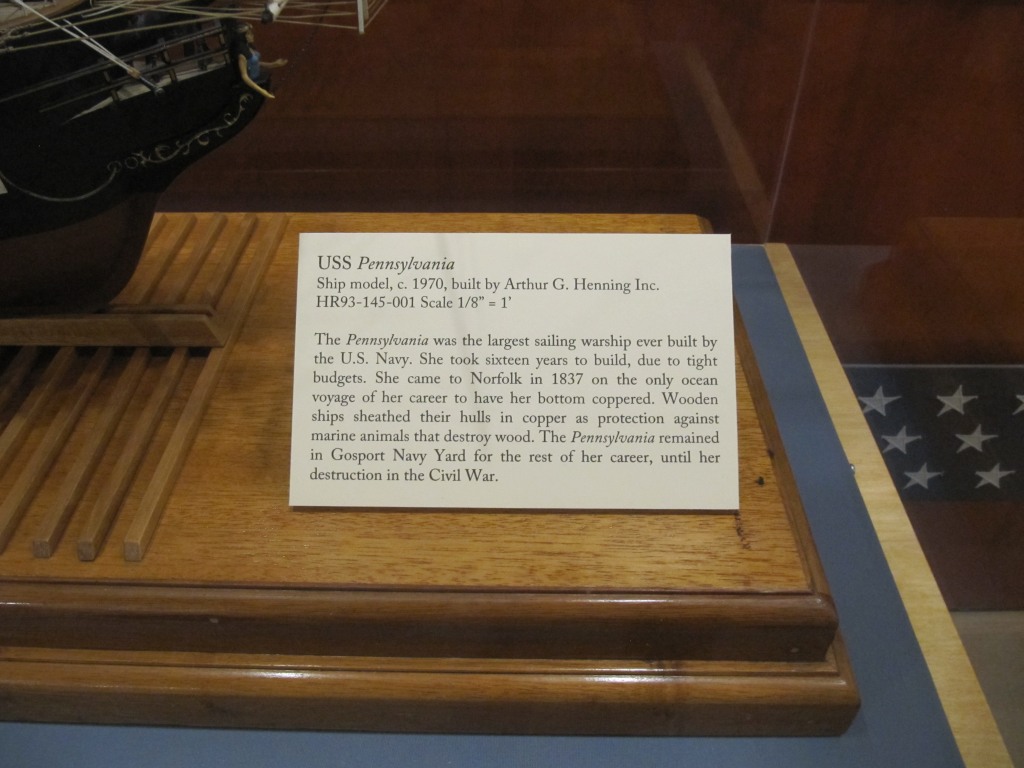 USS Pennsylvania
Ship model, c. 1970, built by Arthur G. Henning Inc.
HR93-145-001 Scale 1/8” = 1’
The Pennsylvania was the largest sailing warship ever built by
the U.S. Navy. She took sixteen years to build, due to tight
budgets. She came to Norfolk in 1837 on the only ocean
voyage of her career to have her bottom coppered. Wooden
ships sheathed their hulls in copper as protection against
marine animals that destroy wood. The Pennsylvania remained
in Gosport Navy Yard for the rest of her career, until her
destruction in the Civil War.